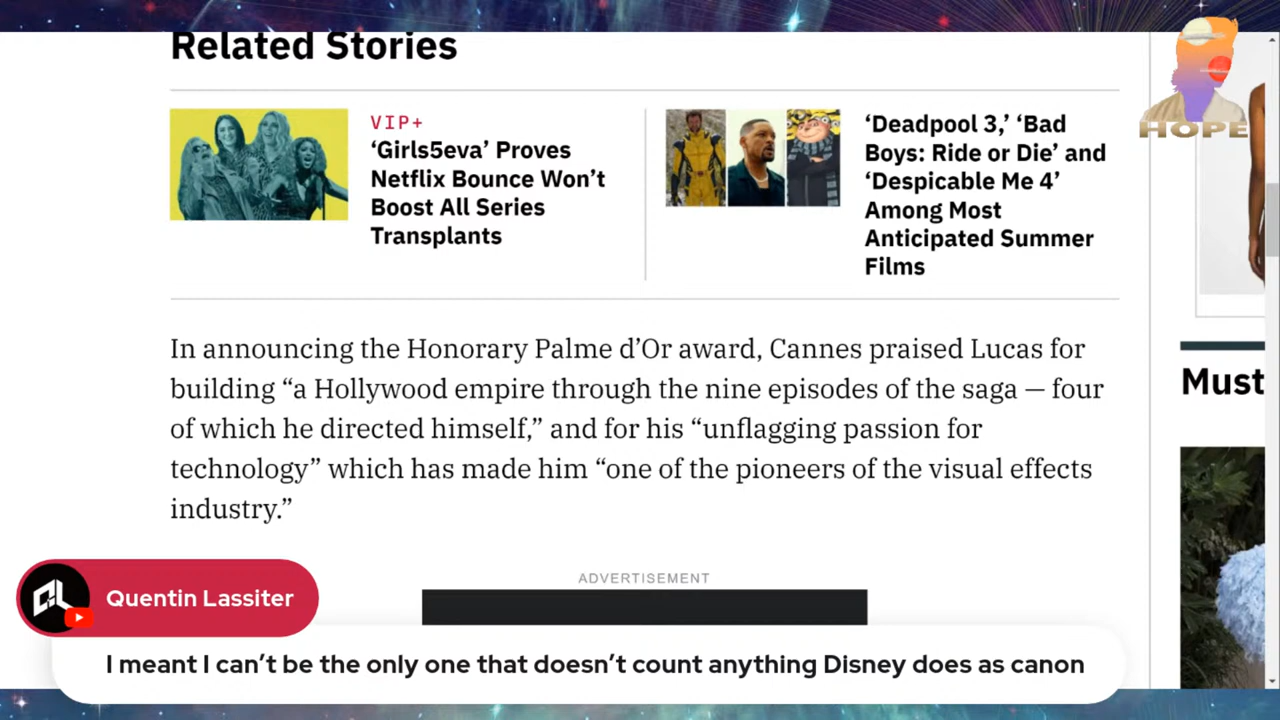 Related Stories
HOPE
VIP+
‘Girls5eva’ Proves
Netflix Bounce Won’t
Boost All Series
Transplants
‘Deadpool 3,’ ‘Bad
Boys: Ride or Die’ and
‘Despicable Me 4’
Among Most
Anticipated Summer
Films
In announcing the Honorary Palme d’Or award, Cannes praised Lucas for
building “a Hollywood empire through the nine episodes of the saga — four
of which he directed himself,” and for his “unflagging passion for
technology” which has made him “one of the pioneers of the visual effects
industry.”
Must
ADVERTISEMENT
Quentin Lassiter
I meant I can’t be the only one that doesn’t count anything Disney does as canon